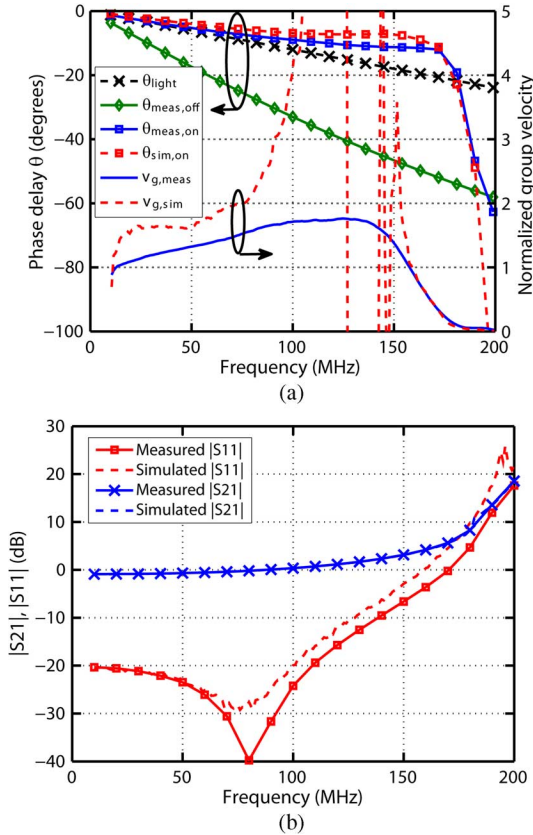 0
−20
−40
−60
−80
−100
Phase delay θ (degrees)
θlight
θmeas,off
θmeas,on
θsim,on
vg,meas
vg,sim
5
4
3
2
1
0
Normalized group velocity
0 50 100 150 200
Frequency (MHz)
(a)
30
20
10
0
−10
−20
−30
−40
|S21| ,|S11| (dB)
Measured |S11|
Simulated |S11|
Measured |S21|
Simulated |S21|
0 50 100 150 200
Frequency (MHz)
(b)